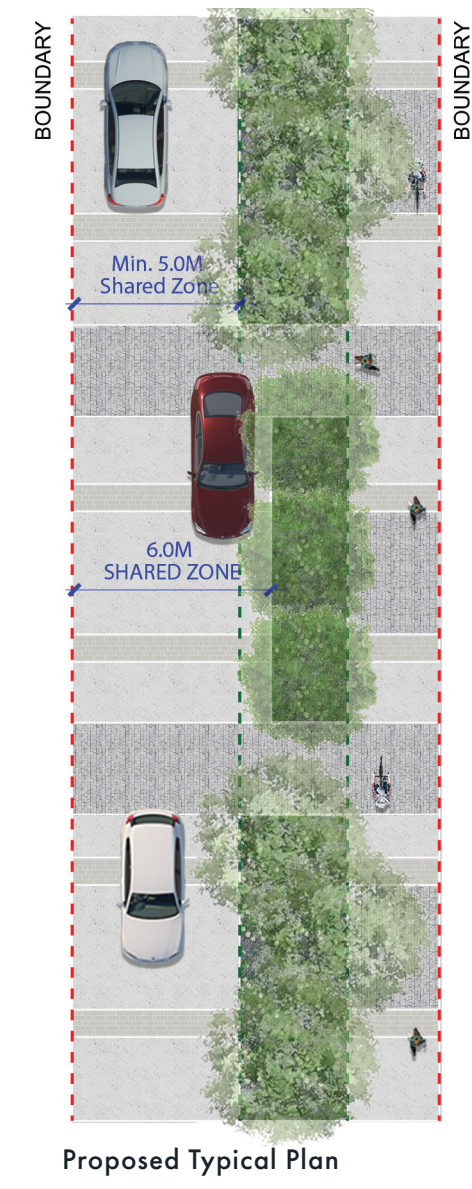 BOUNDARY
BOUNDARY
Min. 5.0M
Shared Zone
6.0M
SHARED ZONE
Proposed Typical Plan